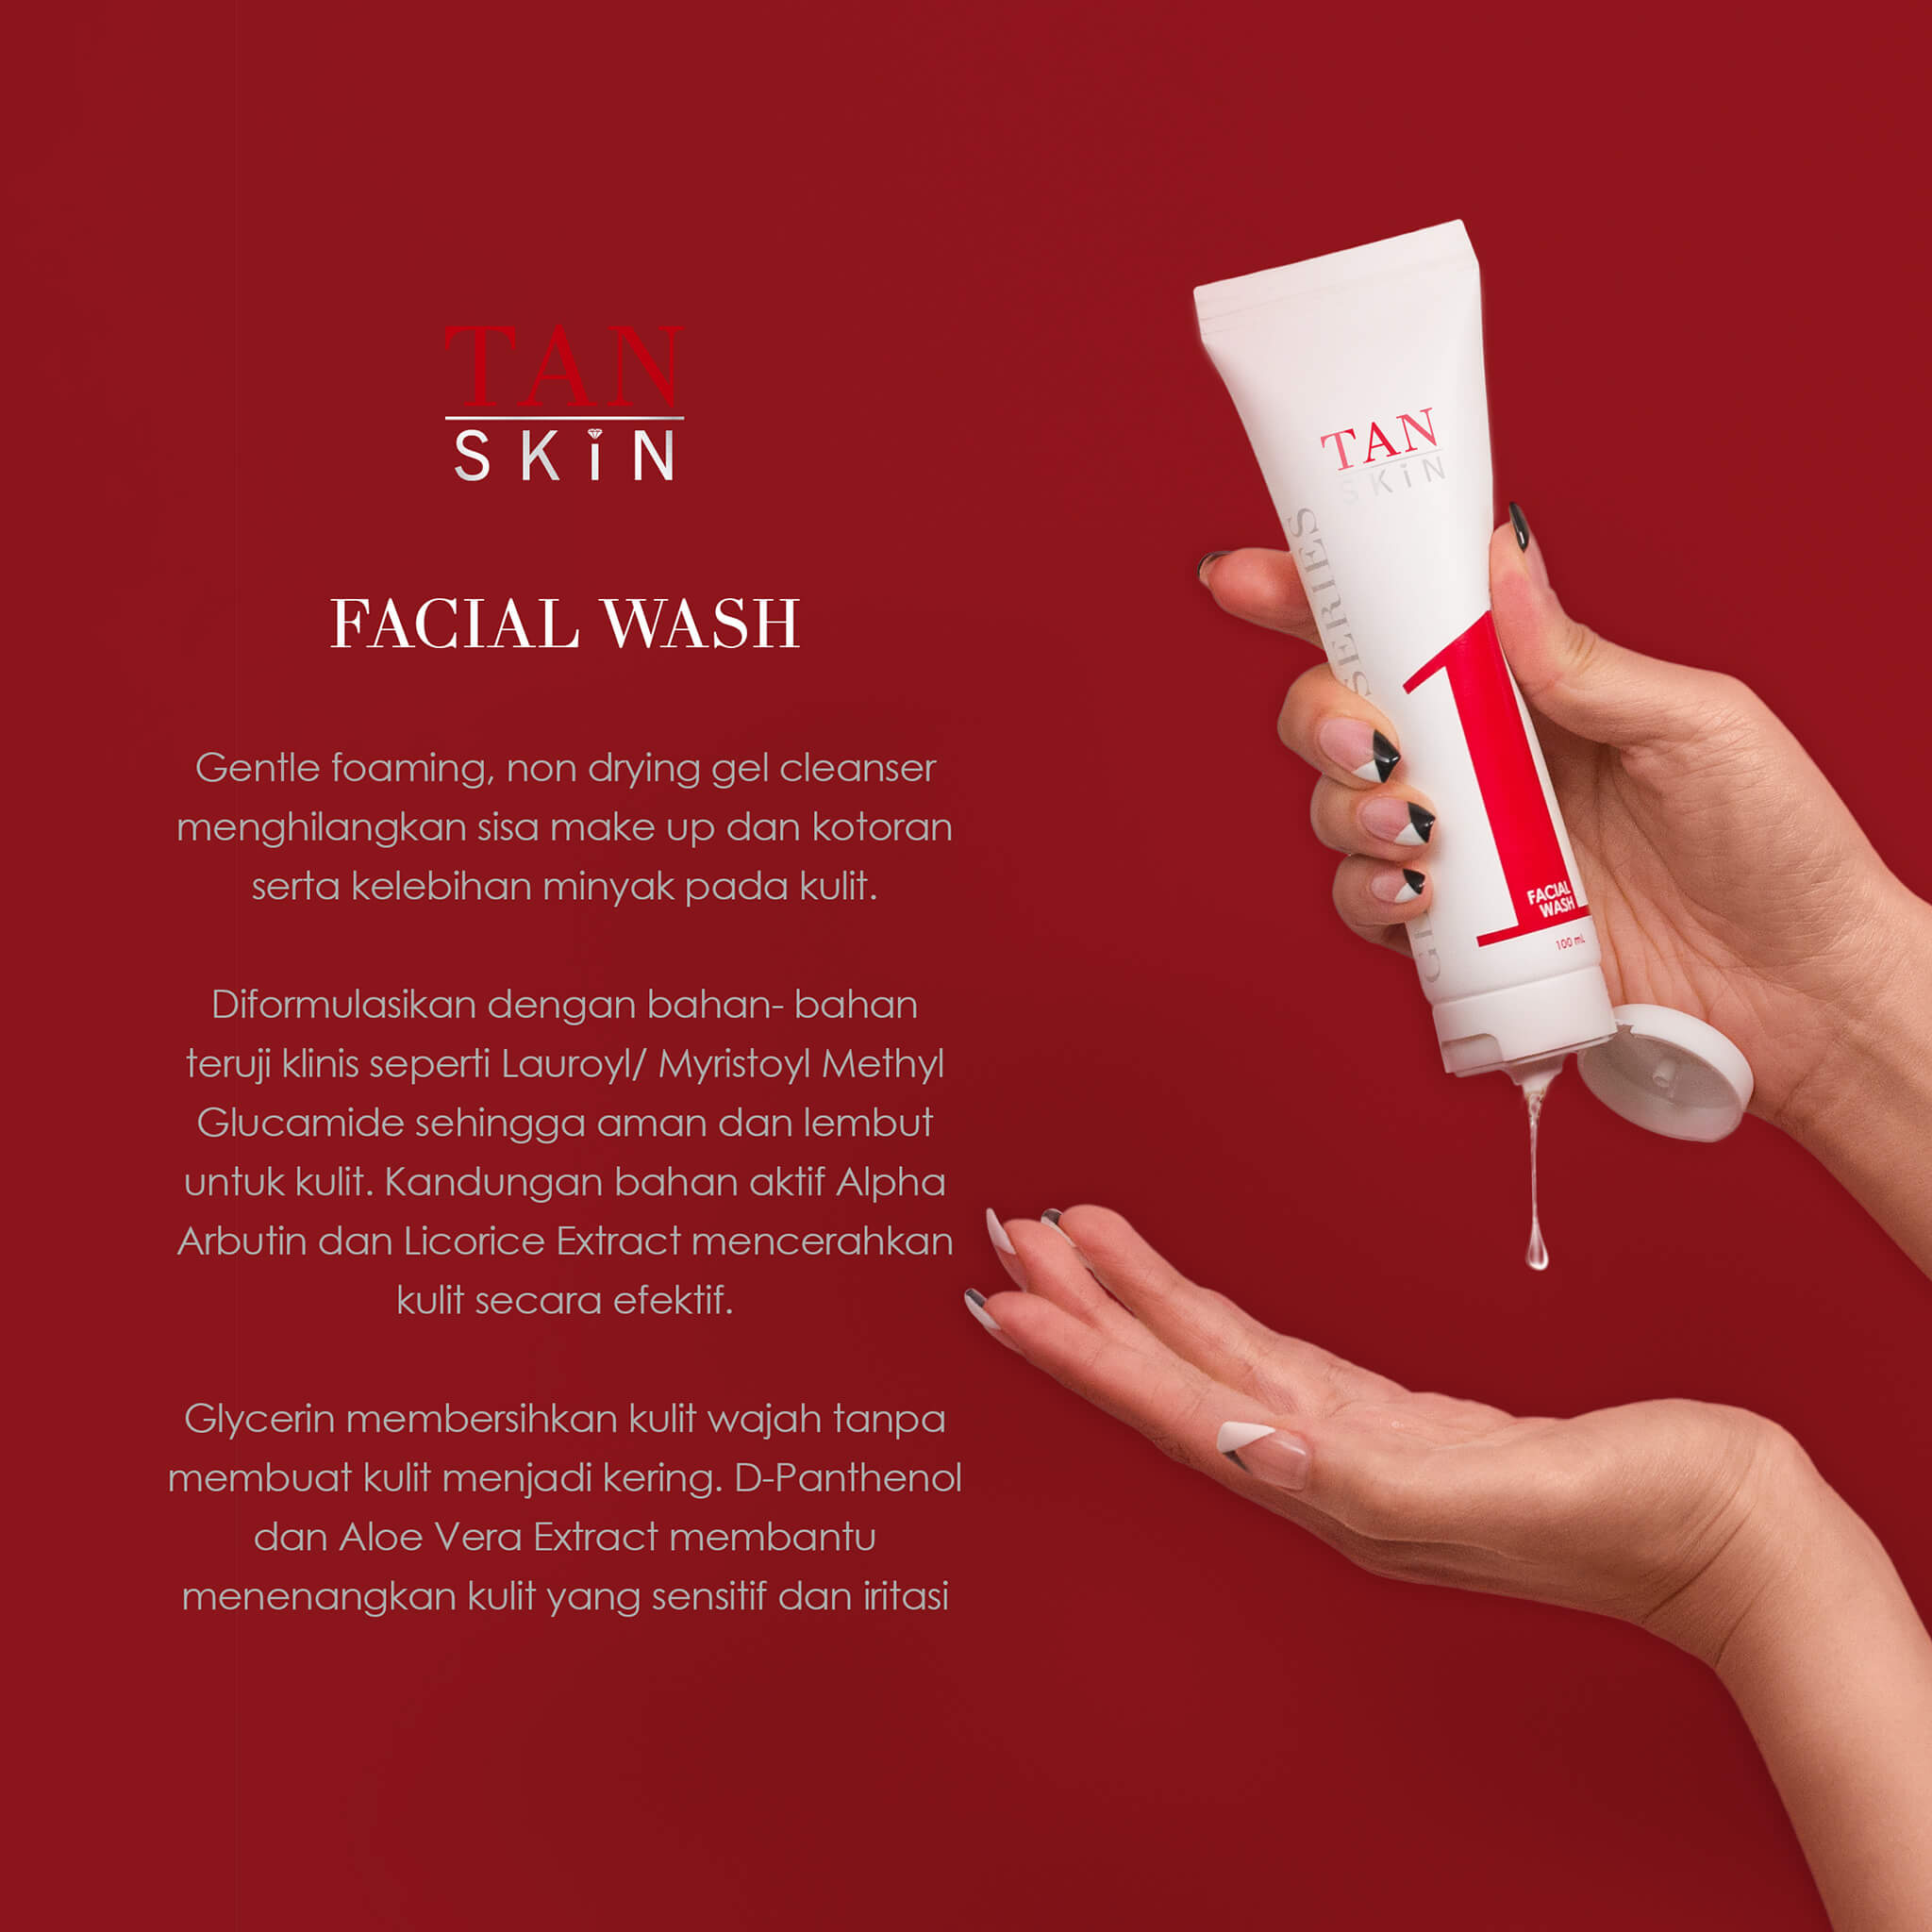 TAN
SKiN
FACIAL WASH
Gentle foaming, non drying gel cleanser
menghilangkan sisa make up dan kotoran
serta kelebihan minyak pada kulit.
Diformulasikan dengan bahan- bahan
teruji klinis seperti Lauroyl/ Myristoyl Methyl
Glucamide sehingga aman dan lembut
untuk kulit. Kandungan bahan aktif Alpha
Arbutin dan Licorice Extract mencerahkan
kulit secara efektif.
Glycerin membersihkan kulit wajah tanpa
membuat kulit menjadi kering. D-Panthenol
dan Aloe Vera Extract membantu
menenangkan kulit yang sensitif dan iritasi
TAN
SKiN
SERIES
1
FACIAL
WASH
100 mL